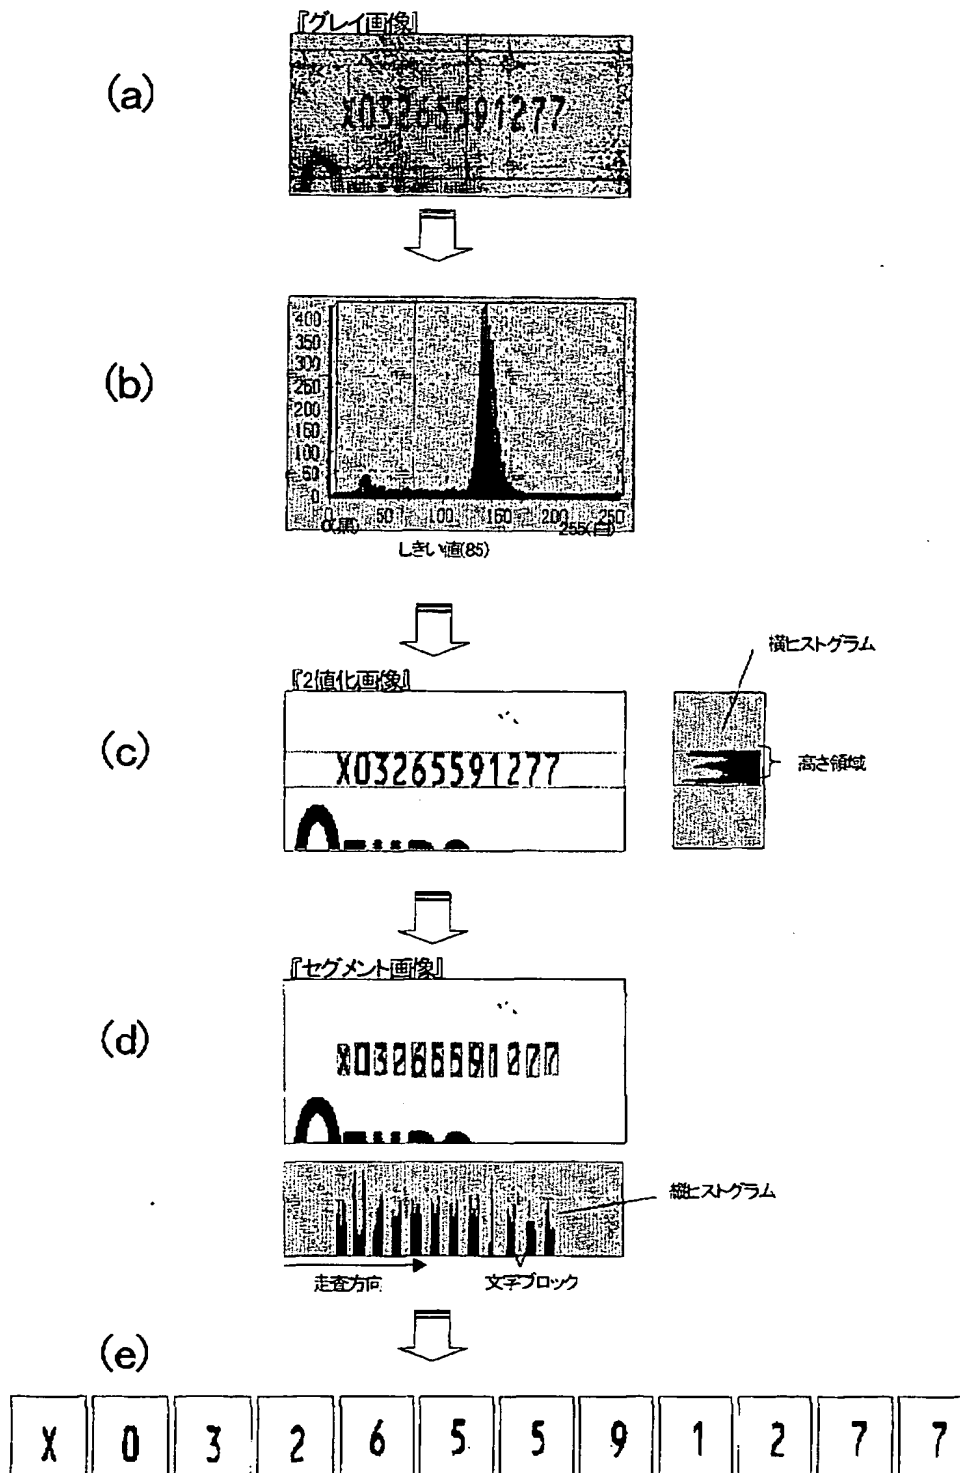 『グレイ画像』
(a)
X03265591277
(b)
400
350
300
250
200
150
100
50
0
0 50 100 150 200 250
0(黒) 255(白)
しきい値(85)
横ヒストグラム
『2値化画像』
(c)
X03265591277
高さ領域
『セグメント画像』
(d)
X03265591277
縦ヒストグラム
走査方向 文字ブロック
(e)
X 0 3 2 6 5 5 9 1 2 7 7